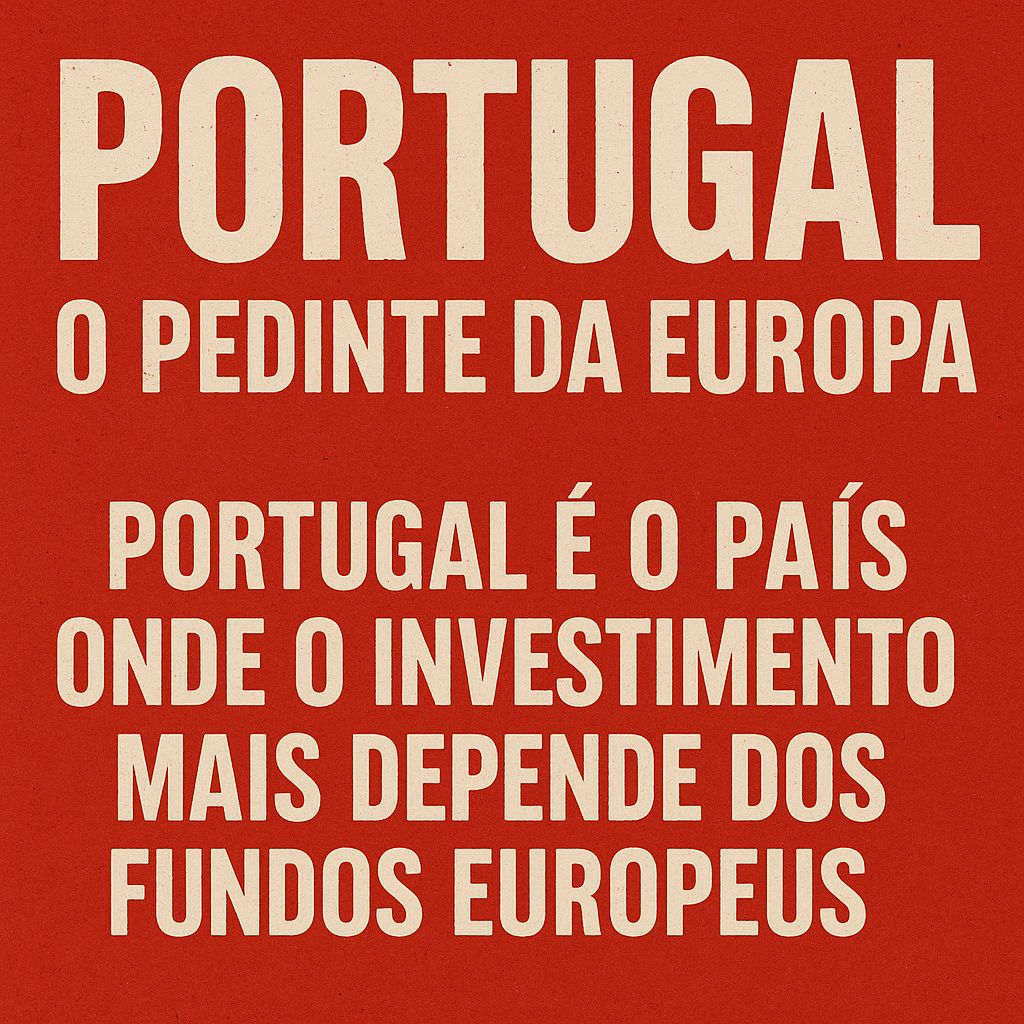 PORTUGAL
O PEDINTE DA EUROPA
PORTUGAL É O PAÍS
ONDE O INVESTIMENTO
MAIS DEPENDE DOS
FUNDOS EUROPEUS